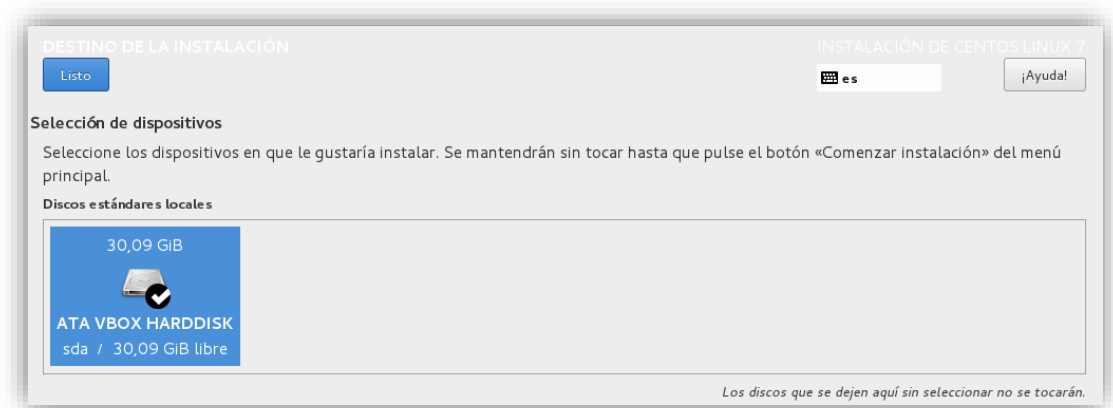 DESTINO DE LA INSTALACIÓN
INSTALACIÓN DE CENTOS LINUX 7
Listo
es
¡Ayuda!
Selección de dispositivos
Seleccione los dispositivos en que le gustaría instalar. Se mantendrán sin tocar hasta que pulse el botón «Comenzar instalación» del menú
principal.
Discos estándares locales
30,09 GiB
ATA VBOX HARDDISK
sda / 30,09 GiB libre
Los discos que se dejen aquí sin seleccionar no se tocarán.